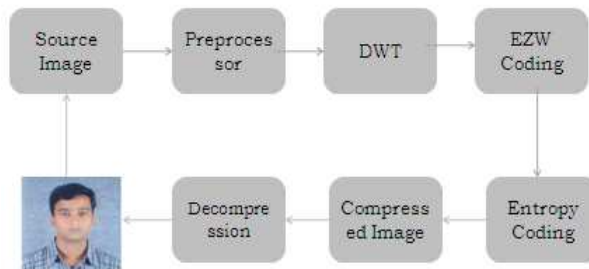 Source
Image
Preproces
sor
DWT
EZW
Coding
Decompre
ssion
Compress
ed Image
Entropy
Coding